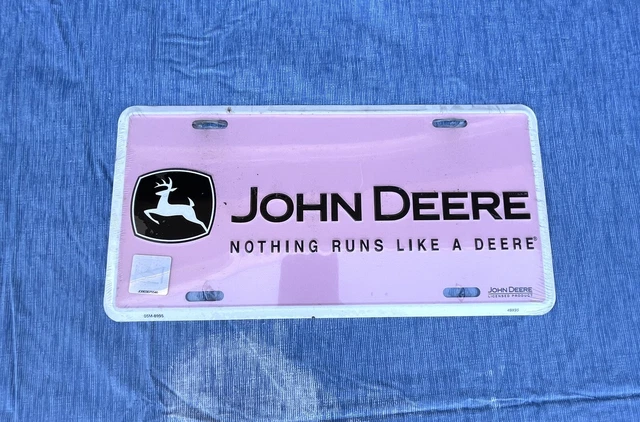 JOHN DEERE
NOTHING RUNS LIKE A DEERE®
JOHN DEERE
LICENSED PRODUCT